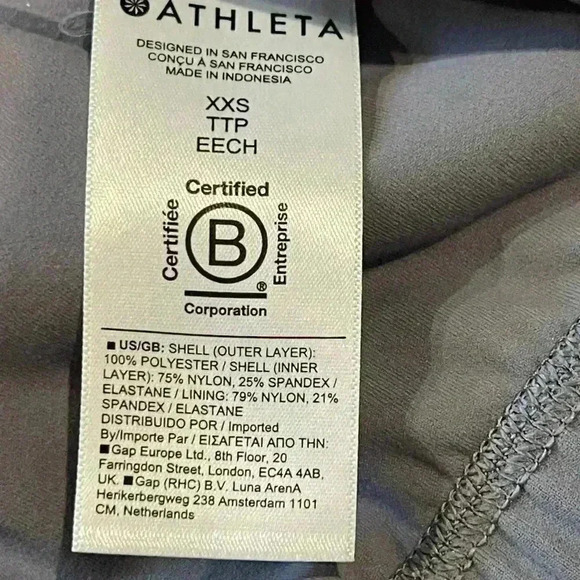 ATHLETA
DESIGNED IN SAN FRANCISCO
CONÇU À SAN FRANCISCO
MADE IN INDONESIA
XXS
TTP
EECH
Certified
Certifiée
B
Entreprise
®
Corporation
■ US/GB: SHELL (OUTER LAYER):
100% POLYESTER / SHELL (INNER
LAYER): 75% NYLON, 25% SPANDEX /
ELASTANE / LINING: 79% NYLON, 21%
SPANDEX / ELASTANE
DISTRIBUIDO POR / Imported
By/Importe Par / ΕΙΣΑΓΕΤΑΙ ΑΠΟ ΤΗΝ:
■Gap Europe Ltd., 8th Floor, 20
Farringdon Street, London, EC4A 4AB,
UK. ■Gap (RHC) B.V. Luna ArenA
Herikerbergweg 238 Amsterdam 1101
CM, Netherlands